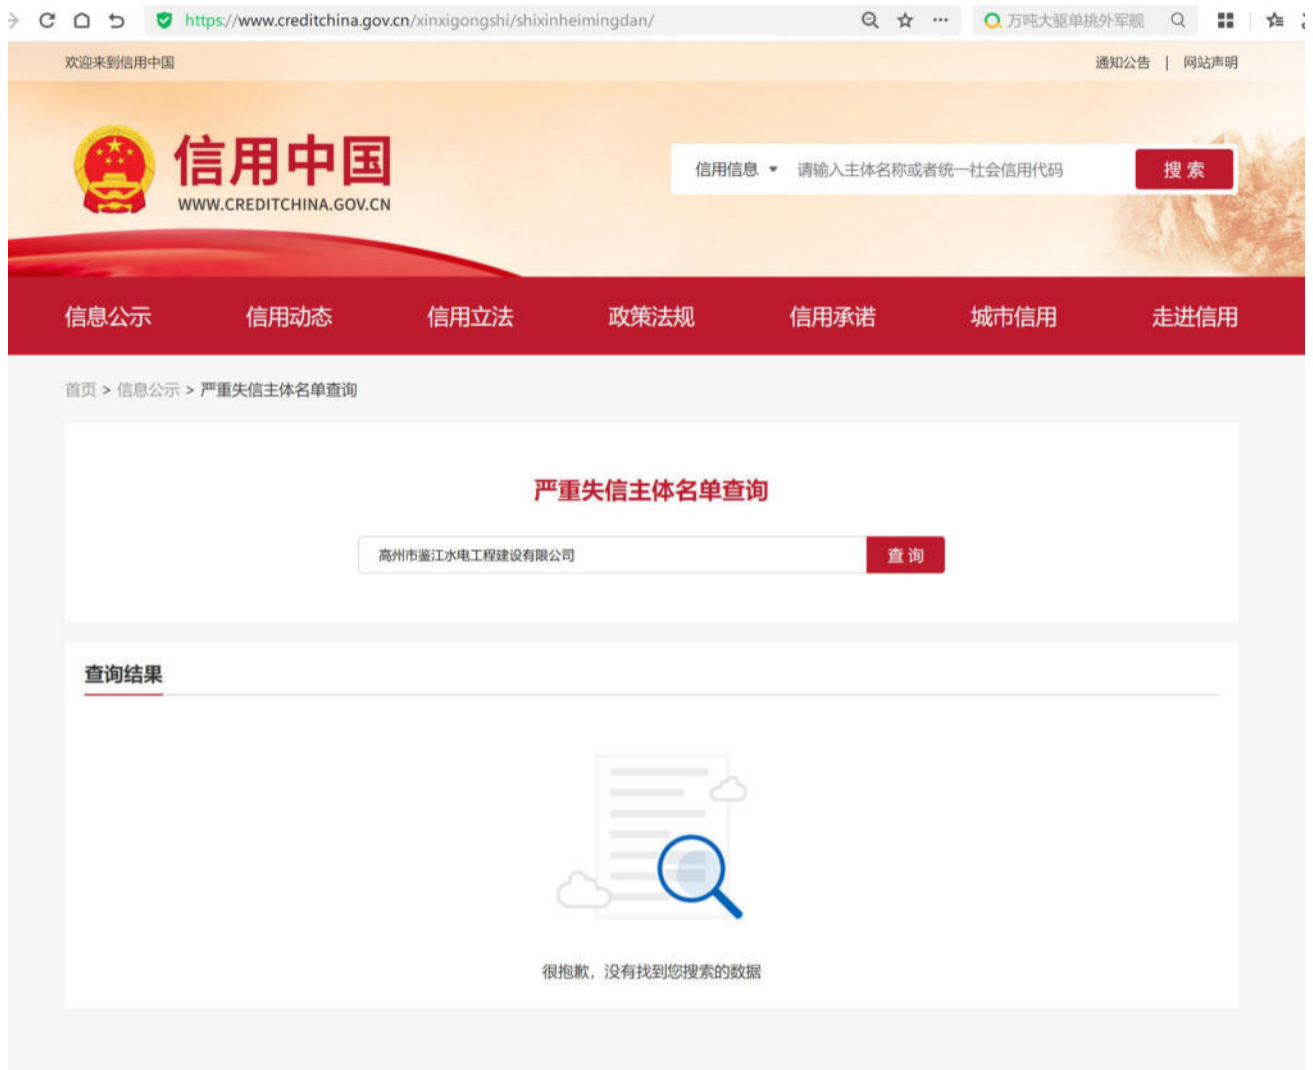 https://www.creditchina.gov.cn/xinxigongshi/shixinheimingdan/
万吨大驱单挑外军舰
欢迎来到信用中国
通知公告 | 网站声明
信用中国
WWW.CREDITCHINA.GOV.CN
信用信息 请输入主体名称或者统一社会信用代码 搜索
信息公示 信用动态 信用立法 政策法规 信用承诺 城市信用 走进信用
首页 > 信息公示 > 严重失信主体名单查询
严重失信主体名单查询
高州市鉴江水电工程建设有限公司 查询
查询结果
很抱歉，没有找到您搜索的数据